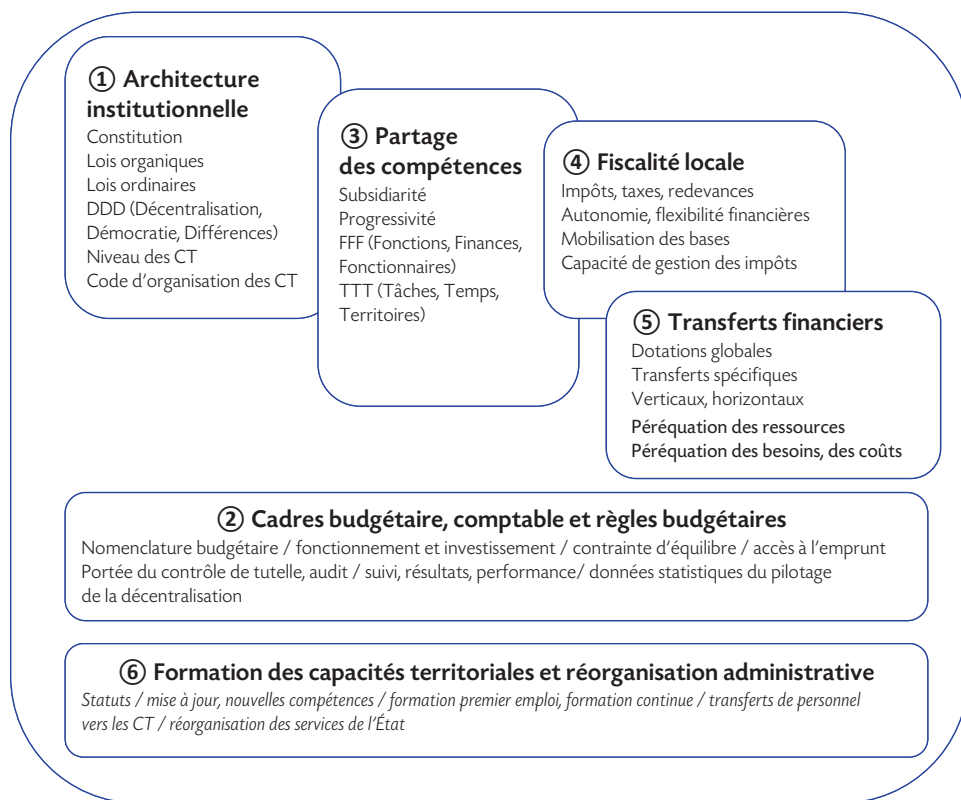 ① Architecture
institutionnelle
Constitution
Lois organiques
Lois ordinaires
DDD (Décentralisation,
Démocratie, Différences)
Niveau des CT
Code d’organisation des CT
③ Partage
des compétences
Subsidiarité
Progressivité
FFF (Fonctions, Finances,
Fonctionnaires)
TTT (Tâches, Temps,
Territoires)
④ Fiscalité locale
Impôts, taxes, redevances
Autonomie, flexibilité financières
Mobilisation des bases
Capacité de gestion des impôts
⑤ Transferts financiers
Dotations globales
Transferts spécifiques
Verticaux, horizontaux
Péréquation des ressources
Péréquation des besoins, des coûts
② Cadres budgétaire, comptable et règles budgétaires
Nomenclature budgétaire / fonctionnement et investissement / contrainte d’équilibre / accès à l’emprunt
Portée du contrôle de tutelle, audit / suivi, résultats, performance/ données statistiques du pilotage
de la décentralisation
⑥ Formation des capacités territoriales et réorganisation administrative
Statuts / mise à jour, nouvelles compétences / formation premier emploi, formation continue / transferts de personnel
vers les CT / réorganisation des services de l’État